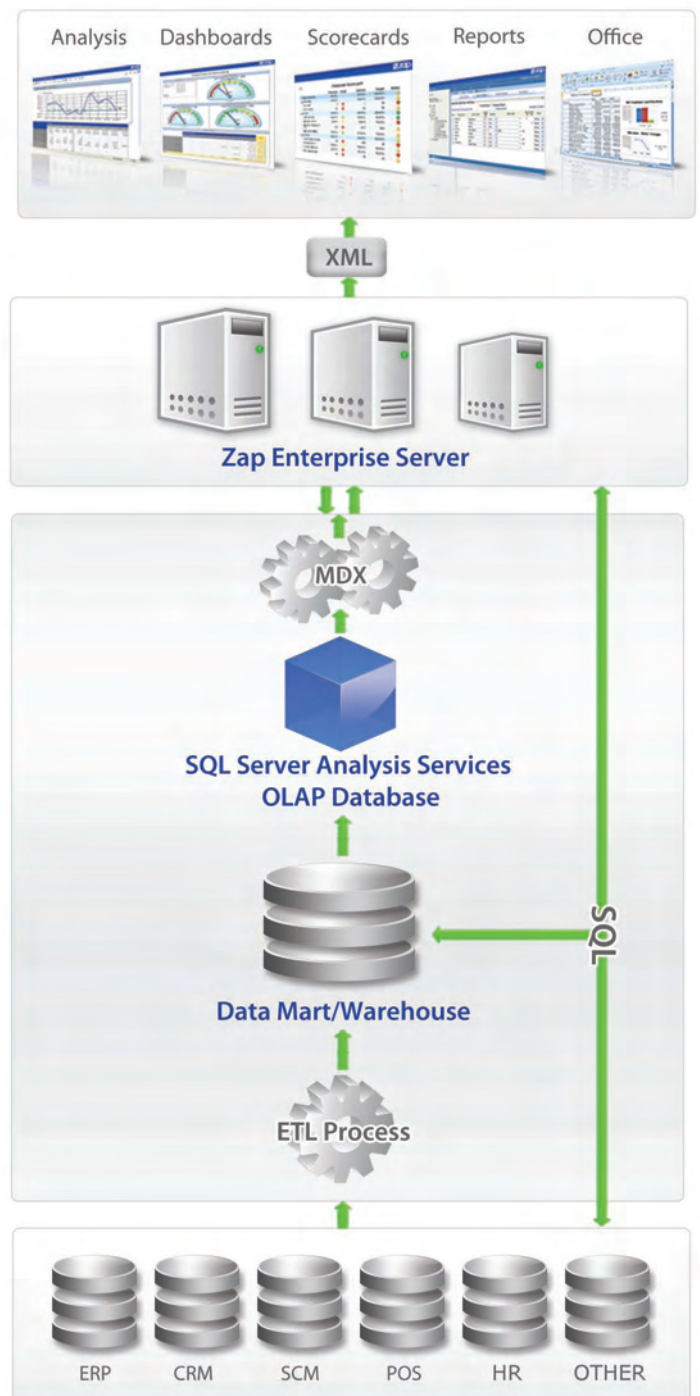 Analysis
Dashboards
Scorecards
Reports
Office
XML
Zap Enterprise Server
MDX
SQL Server Analysis Services
OLAP Database
SQL
Data Mart/Warehouse
ETL Process
ERP
CRM
SCM
POS
HR
OTHER